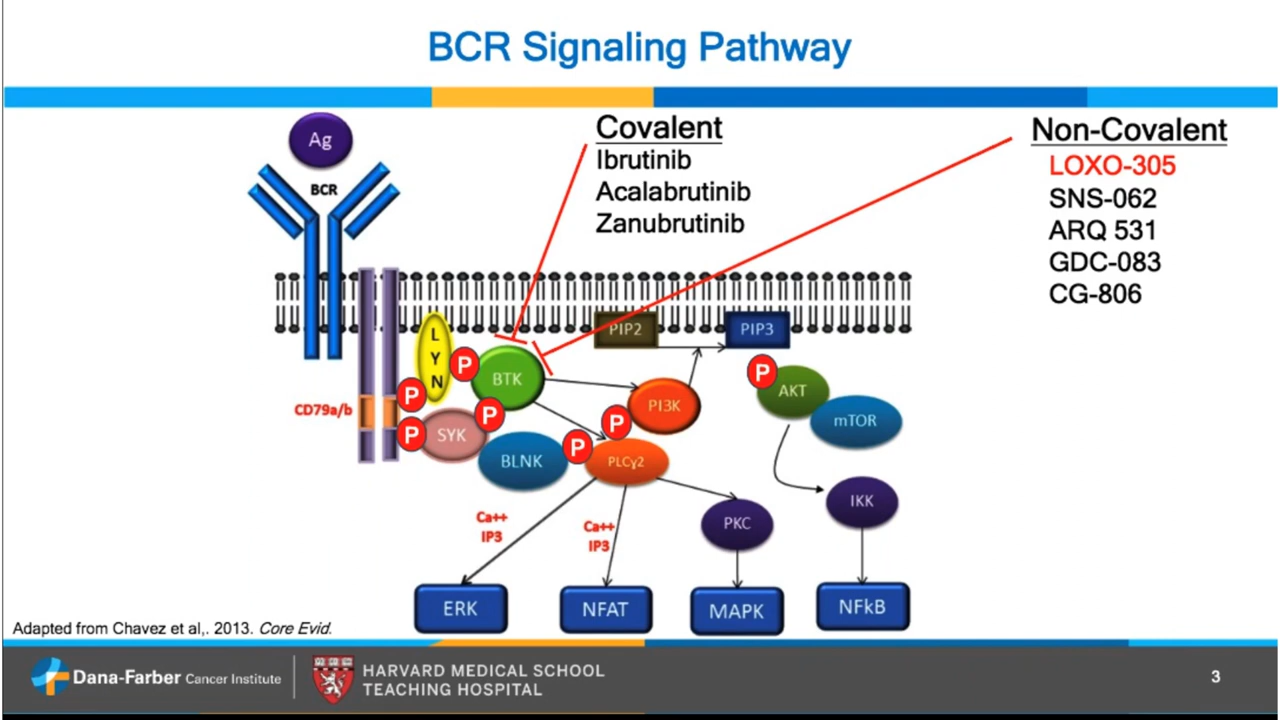 BCR Signaling Pathway
Ag
BCR
Covalent
Ibrutinib
Acalabrutinib
Zanubrutinib
Non-Covalent
LOXO-305
SNS-062
ARQ 531
GDC-083
CG-806
L
Y
N
PIP2
PIP3
P
BTK
P
AKT
P
PI3K
CD79a/b
P
P
mTOR
P
SYK
P
BLNK
PLCɣ2
IKK
Ca++
IP3
Ca++
IP3
PKC
ERK
NFAT
MAPK
NFkB
Adapted from Chavez et al,. 2013. Core Evid.
Dana-Farber Cancer Institute
HARVARD MEDICAL SCHOOL
TEACHING HOSPITAL
3